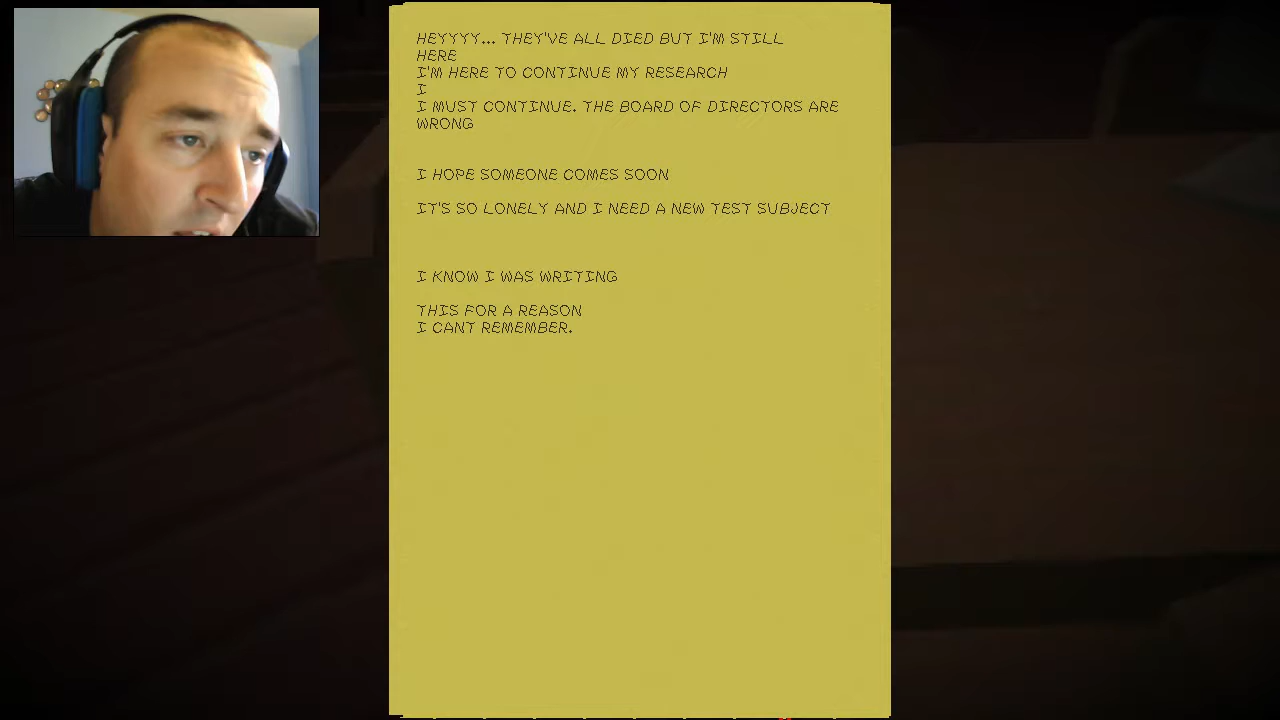 HEYYYY... THEY'VE ALL DIED BUT I'M STILL
HERE
I'M HERE TO CONTINUE MY RESEARCH
I
I MUST CONTINUE. THE BOARD OF DIRECTORS ARE
WRONG
I HOPE SOMEONE COMES SOON
IT'S SO LONELY AND I NEED A NEW TEST SUBJECT
I KNOW I WAS WRITING
THIS FOR A REASON
I CANT REMEMBER.